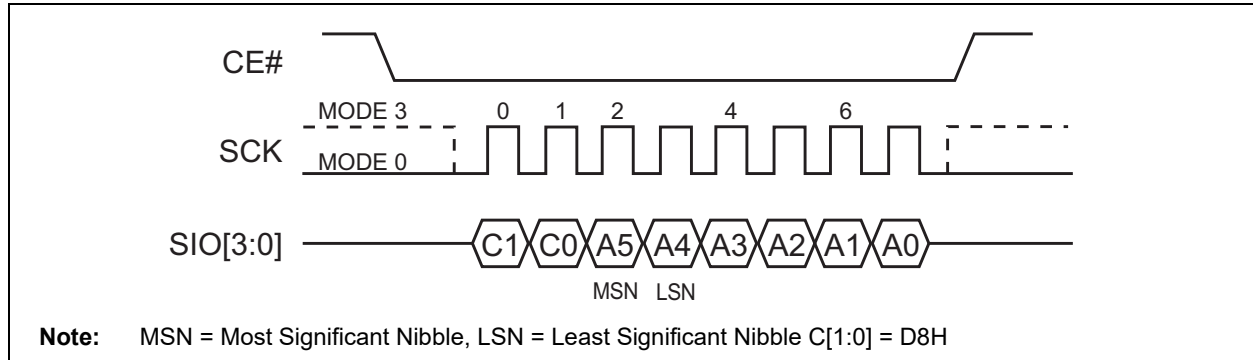 CE#
MODE 3 0 1 2 4 6
SCK
MODE 0
SIO[3:0] C1 C0 A5 A4 A3 A2 A1 A0
MSN LSN
Note: MSN = Most Significant Nibble, LSN = Least Significant Nibble C[1:0] = D8H